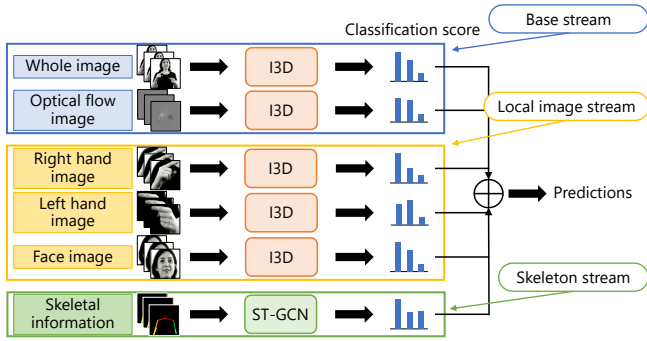 Classification score
Base stream
Whole image
I3D
Optical flow
image
I3D
Local image stream
Right hand
image
I3D
Left hand
image
I3D
Predictions
Face image
I3D
Skeleton stream
Skeletal
information
ST-GCN